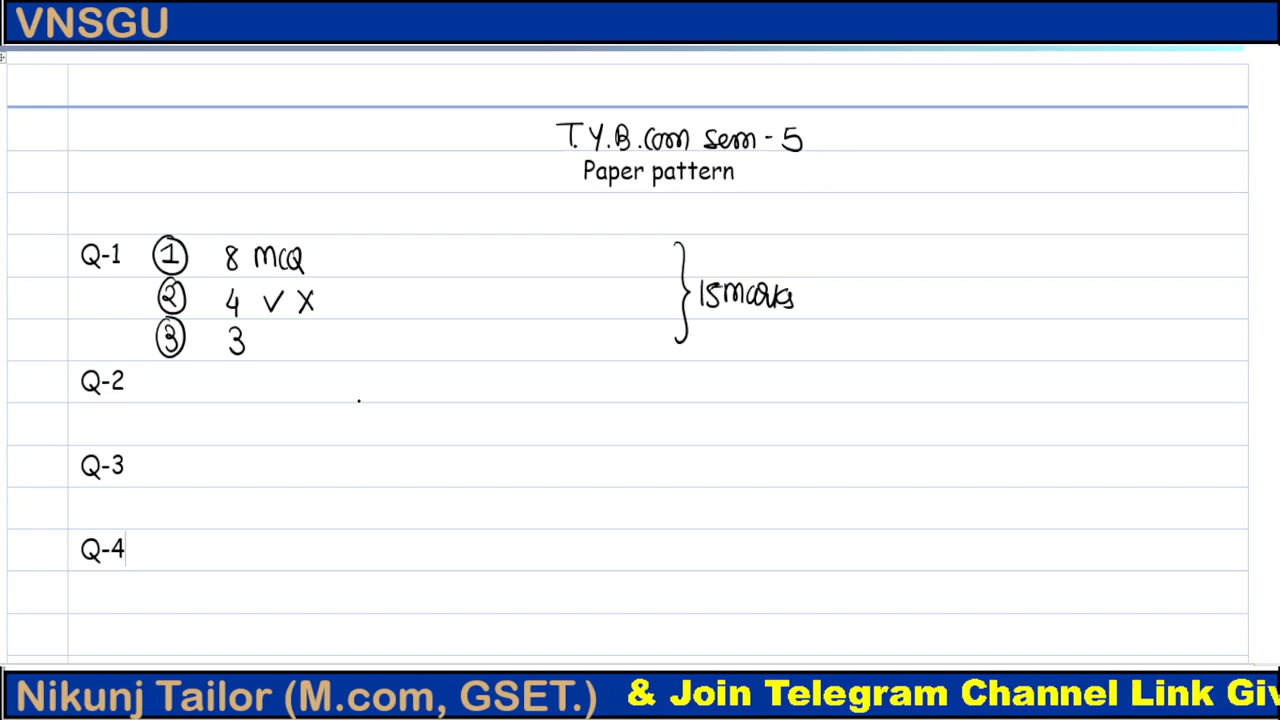 VNSGU
T.Y.B.Com Sem - 5
Paper pattern
Q-1 ① 8 MCQ
② 4 ✓ X
③ 3
} 15 Marks
Q-2
Q-3
Q-4
Nikunj Tailor (M.com, GSET.) & Join Telegram Channel Link Giv